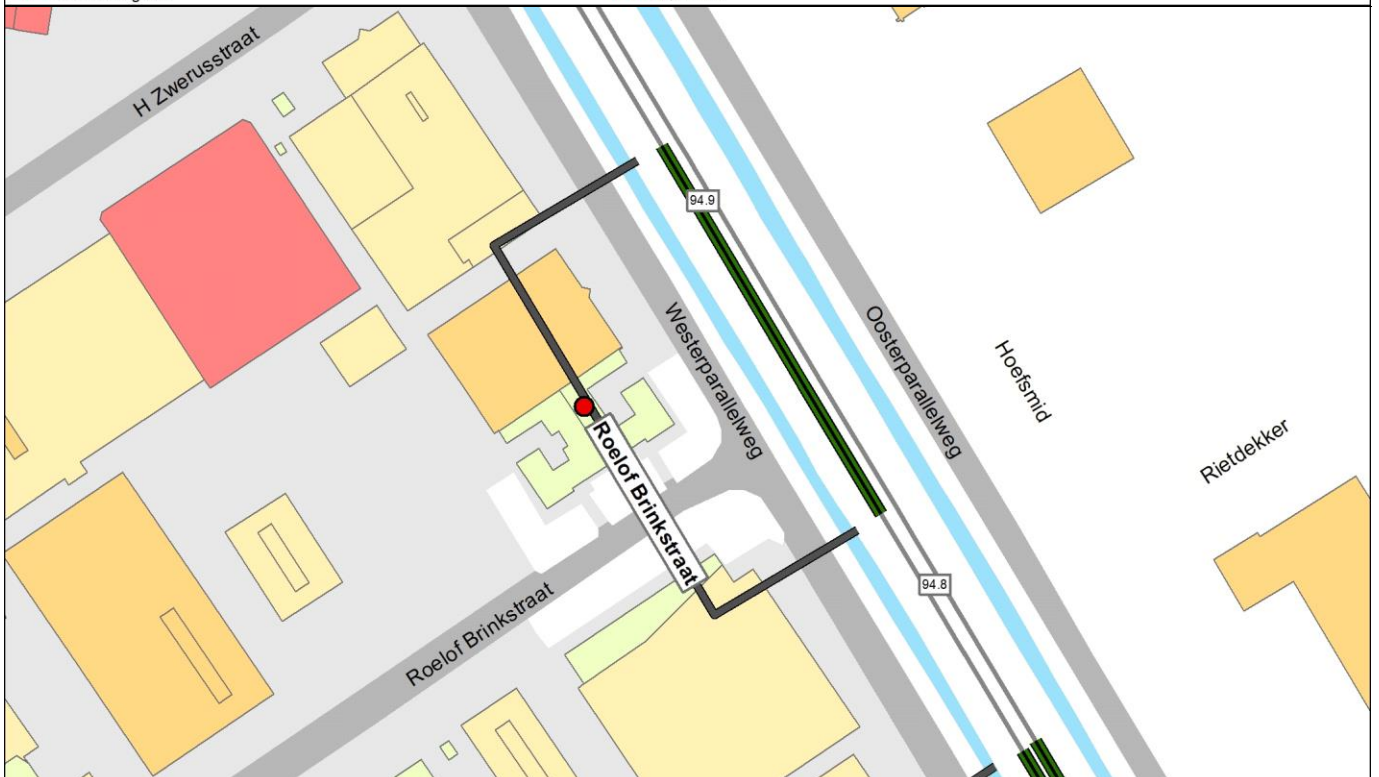 H Zwerusstraat
94.9
Westerparallelweg
Oosterparallelweg
Hoefsmid
Rietdekker
Roelof Brinkstraat
94.8
Roelof Brinkstraat